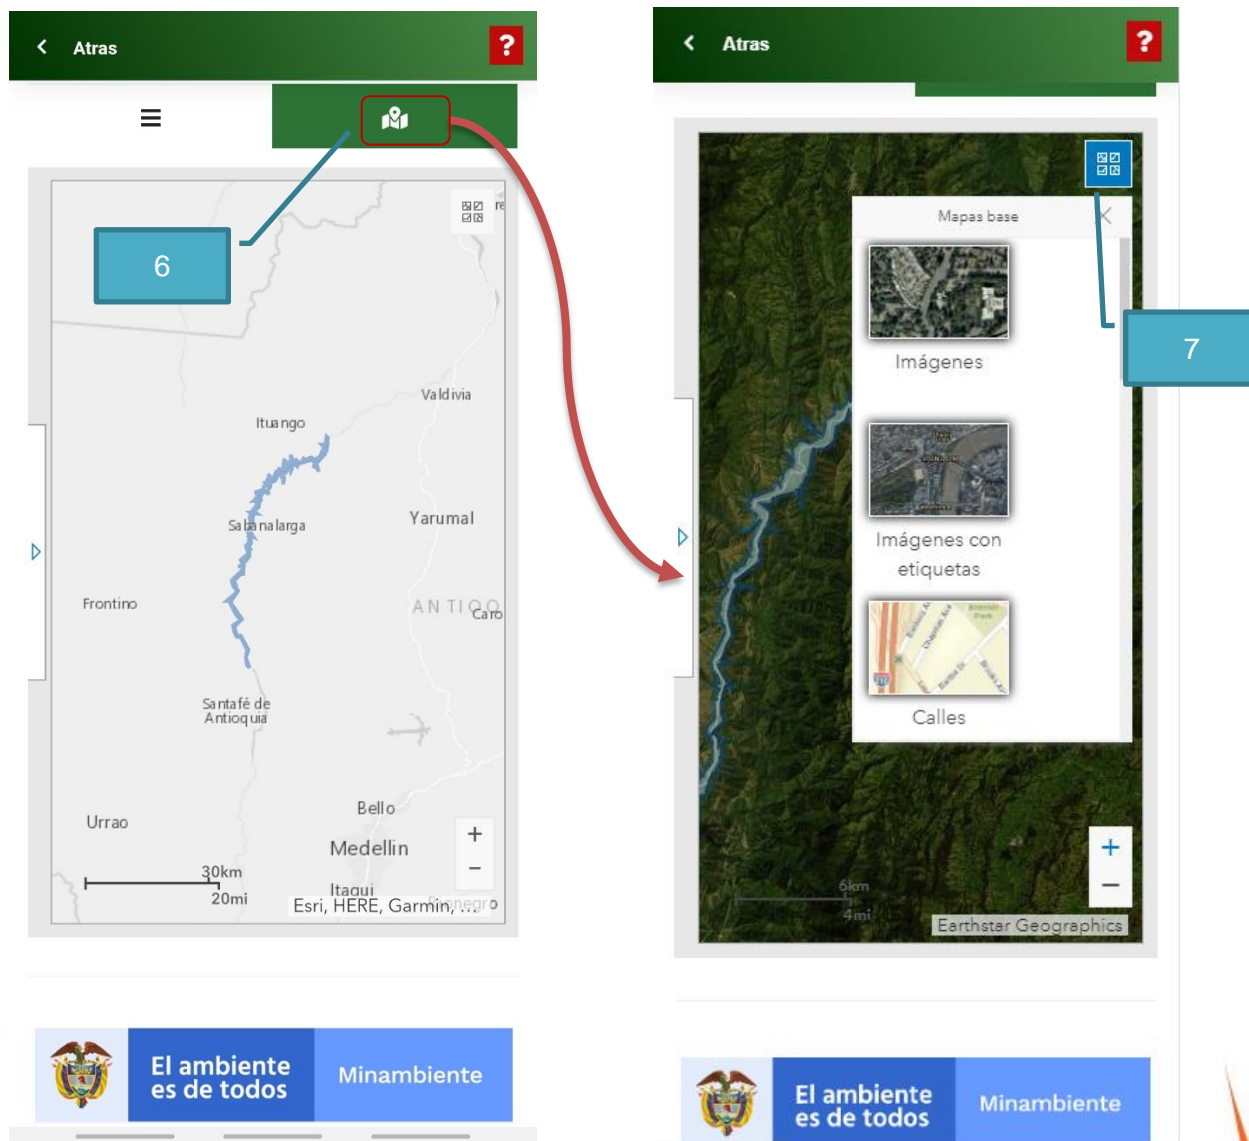 Atras
?
6
Valdivia
Ituango
Sabanalarga
Yarumal
Frontino
ANTIOQ
Caro
Santafé de
Antioquia
Bello
Urrao
Medellin
30km
20mi
Itagui
Esri, HERE, Garmin, ...
+
−
El ambiente
es de todos
Minambiente
Atras
?
Mapas base
7
Imágenes
Imágenes con
etiquetas
Calles
6km
4mi
+
−
Earthstar Geographics
El ambiente
es de todos
Minambiente